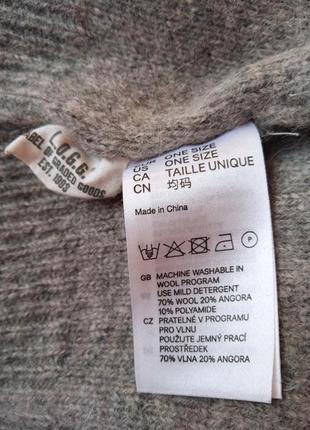 L.O.G.G.
LABEL OF GRADED GOODS
EST. 1903
EUR ONE SIZE
US ONE SIZE
CA TAILLE UNIQUE
CN 均码
Made in China
P
GB MACHINE WASHABLE IN
WOOL PROGRAM
USE MILD DETERGENT
70% WOOL 20% ANGORA
10% POLYAMIDE
CZ PRATELNÉ V PROGRAMU
PRO VLNU
POUŽIJTE JEMNÝ PRACÍ
PROSTŘEDEK
70% VLNA 20% ANGORA